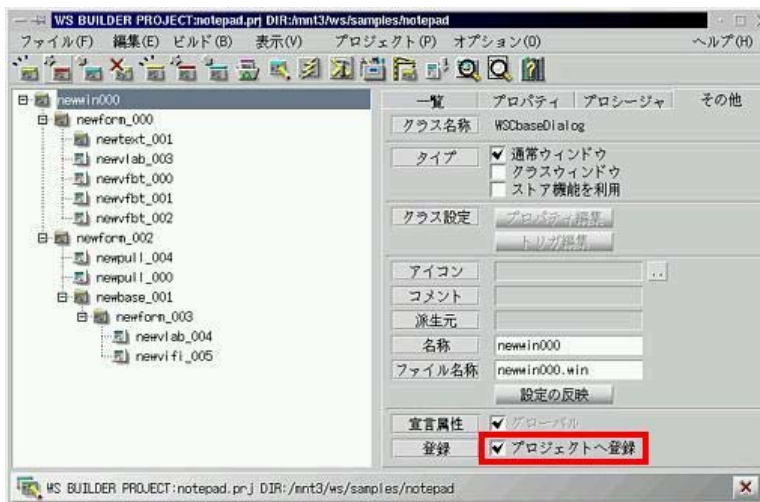 WS BUILDER PROJECT:notepad.prj DIR:/mnt3/ws/samples/notepad
ファイル(F) 編集(E) ビルド(B) 表示(V) プロジェクト(P) オプション(O) ヘルプ(H)
newwin000
newform_000
newtext_001
newvlab_003
newvfbt_000
newvfbt_001
newvfbt_002
newform_002
newpull_004
newpull_000
newbase_001
newform_003
newvlab_004
newvifi_005
一覧 プロパティ プロシージャ その他
クラス名称 WSCbaseDialog
タイプ 通常ウィンドウ
クラスウィンドウ
ストア機能を利用
クラス設定 プロパティ編集
トリガ編集
アイコン ..
コメント
派生元
名称 newwin000
ファイル名称 newwin000.win
設定の反映
宣言属性 グローバル
登録 プロジェクトへ登録
WS BUILDER PROJECT:notepad.prj DIR:/mnt3/ws/samples/notepad